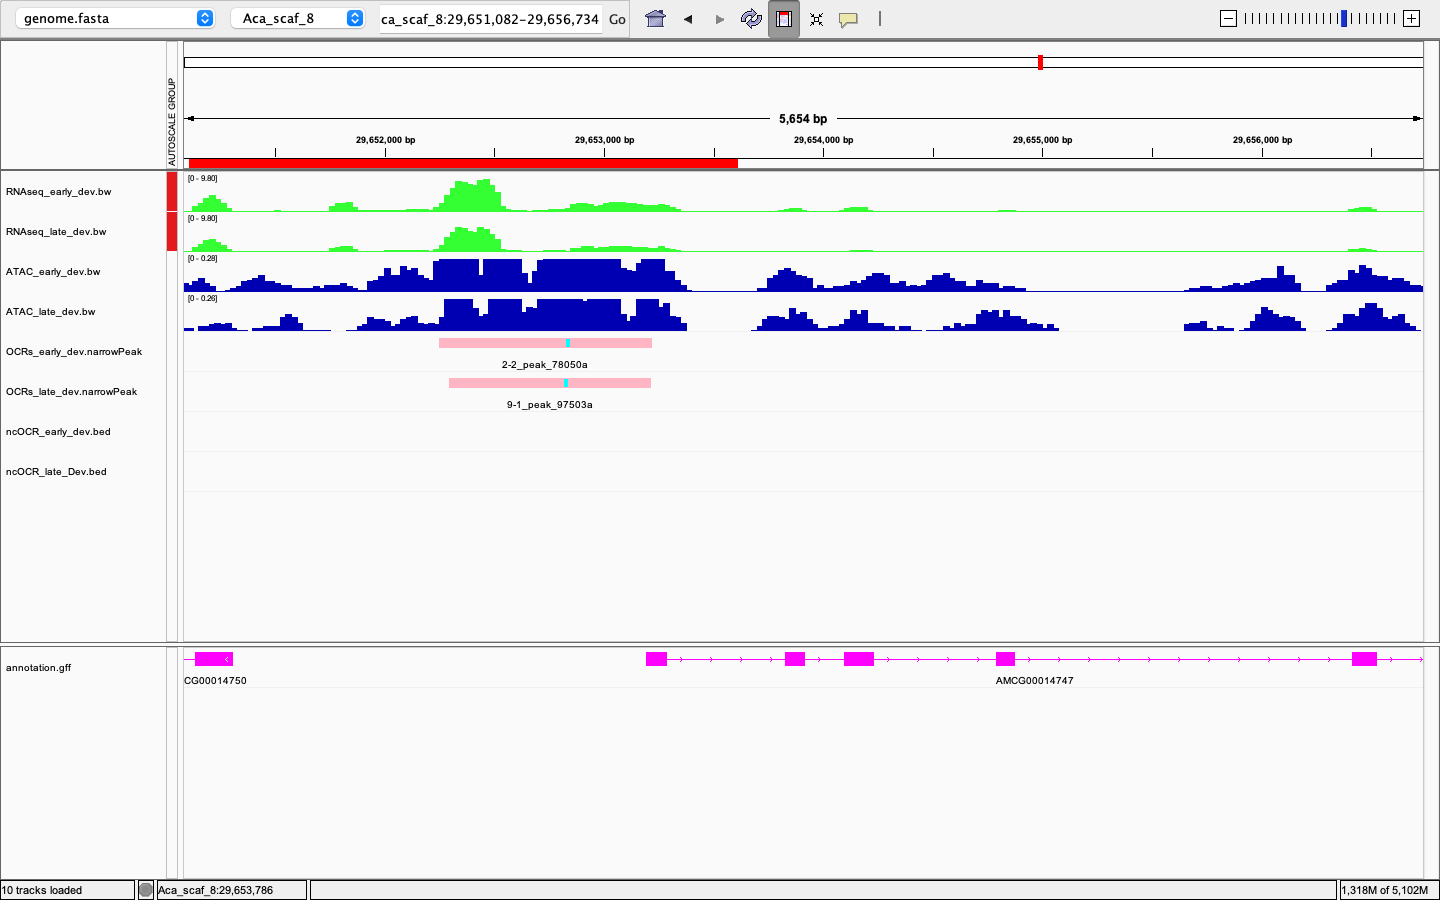 genome.fasta Aca_scaf_8 ca_scaf_8:29,651,082-29,656,734 Go
AUTOSCALE GROUP
5,654 bp
29,652,000 bp 29,653,000 bp 29,654,000 bp 29,655,000 bp 29,656,000 bp
RNAseq_early_dev.bw [0 - 9.80]
RNAseq_late_dev.bw [0 - 9.80]
ATAC_early_dev.bw [0 - 0.28]
ATAC_late_dev.bw [0 - 0.26]
OCRs_early_dev.narrowPeak
2-2_peak_78050a
OCRs_late_dev.narrowPeak
9-1_peak_97503a
ncOCR_early_dev.bed
ncOCR_late_Dev.bed
annotation.gff
CG00014750 AMCG00014747
10 tracks loaded Aca_scaf_8:29,653,786 1,318M of 5,102M